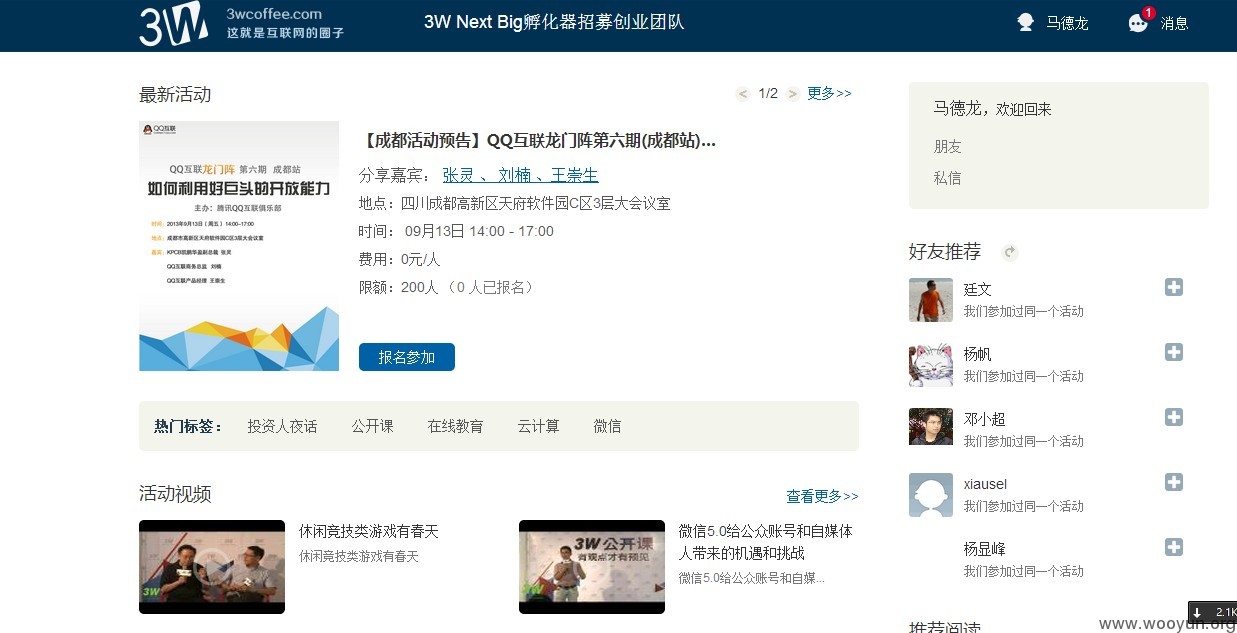 3W
3wcoffee.com
这就是互联网的圈子
3W Next Big孵化器招募创业团队
马德龙
1
消息
最新活动
< 1/2 > 更多>>
QQ互联
QQ互联龙门阵 第六期 成都站
如何利用好巨头的开放能力
主办：腾讯QQ互联俱乐部
时间：2013年9月13日（周五）14:00-17:00
地点：成都市高新区天府软件园C区3层大会议室
嘉宾：KPCB凯鹏华盈副总裁 张灵
QQ互联商务总监 刘楠
QQ互联产品经理 王崇生
【成都活动预告】QQ互联龙门阵第六期(成都站)...
分享嘉宾： 张灵 、 刘楠 、王崇生
地点：四川成都高新区天府软件园C区3层大会议室
时间： 09月13日 14:00 - 17:00
费用：0元/人
限额：200人 （0 人已报名）
报名参加
热门标签： 投资人夜话 公开课 在线教育 云计算 微信
活动视频
查看更多>>
3W
休闲竞技类游戏有春天
休闲竞技类游戏有春天
3W公开课
有观点才有预见
3W
微信5.0给公众账号和自媒体
人带来的机遇和挑战
微信5.0给公众账号和自媒...
马德龙，欢迎回来
朋友
私信
好友推荐
廷文
我们参加过同一个活动
杨帆
我们参加过同一个活动
邓小超
我们参加过同一个活动
xiausel
我们参加过同一个活动
杨显峰
我们参加过同一个活动
推荐阅读
2.1K
www.wooyun.org